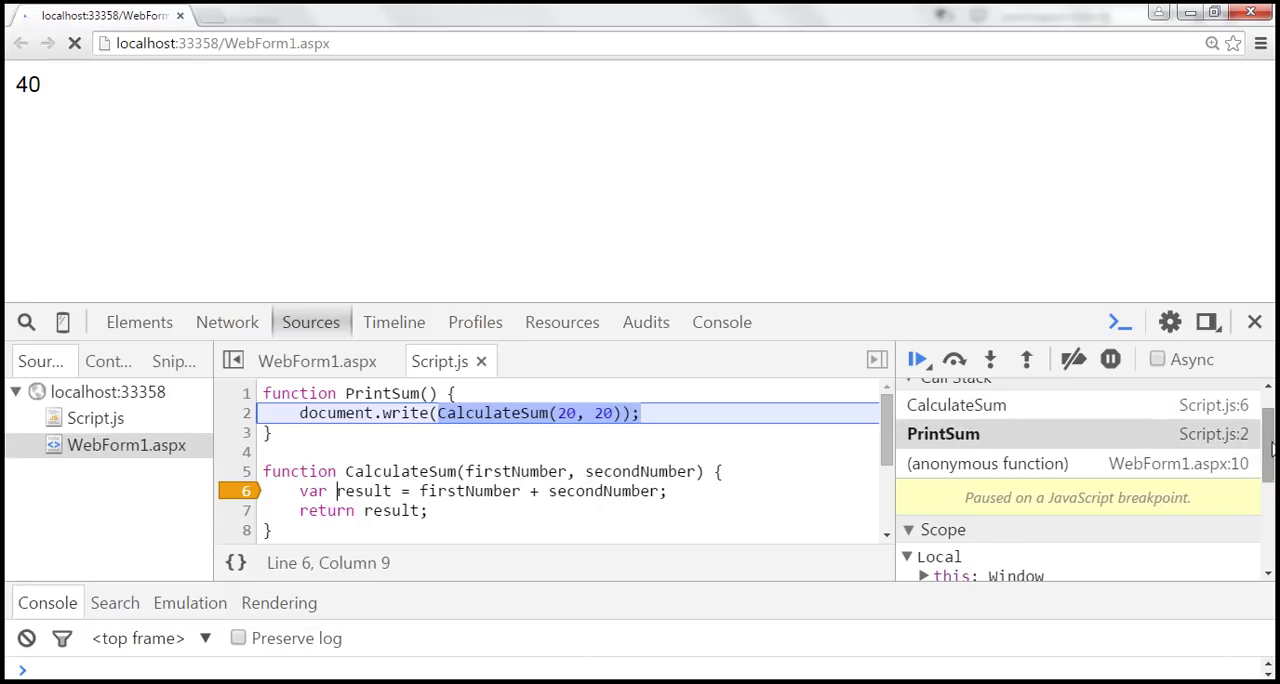 localhost:33358/WebForm
localhost:33358/WebForm1.aspx
40
Elements Network Sources Timeline Profiles Resources Audits Console
Sour... Cont... Snip... WebForm1.aspx Script.js Async
localhost:33358
Script.js
WebForm1.aspx
1 function PrintSum() {
2 document.write(CalculateSum(20, 20));
3 }
4
5 function CalculateSum(firstNumber, secondNumber) {
6 var result = firstNumber + secondNumber;
7 return result;
8 }
{} Line 6, Column 9
Call Stack
CalculateSum Script.js:6
PrintSum Script.js:2
(anonymous function) WebForm1.aspx:10
Paused on a JavaScript breakpoint.
Scope
Local
this: Window
Console Search Emulation Rendering
<top frame> Preserve log